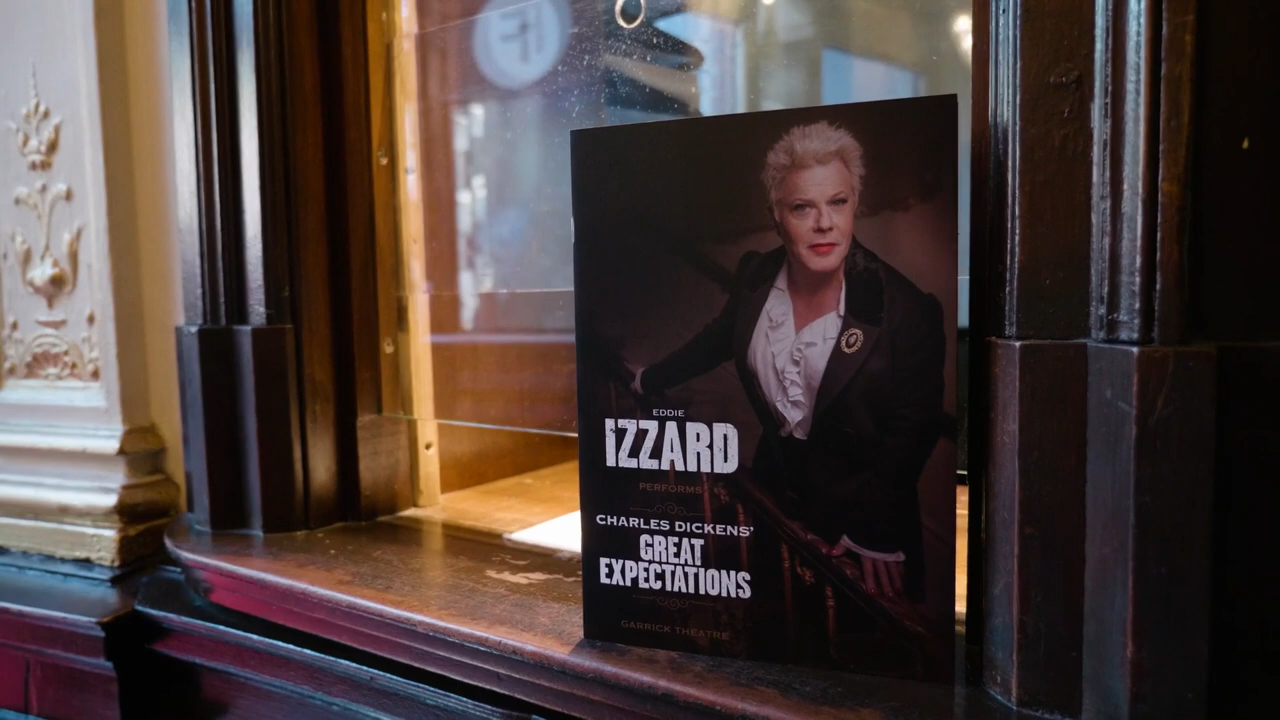 EDDIE
IZZARD
PERFORMS
CHARLES DICKENS'
GREAT
EXPECTATIONS
GARRICK THEATRE